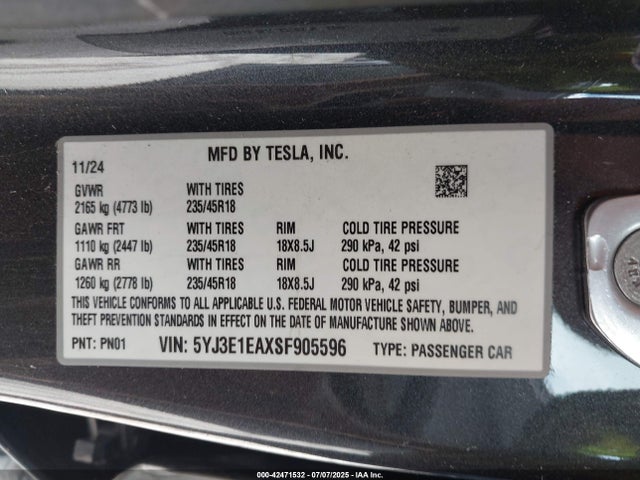 11/24 MFD BY TESLA, INC.
GVWR WITH TIRES
2165 kg (4773 lb) 235/45R18
GAWR FRT WITH TIRES RIM COLD TIRE PRESSURE
1110 kg (2447 lb) 235/45R18 18X8.5J 290 kPa, 42 psi
GAWR RR WITH TIRES RIM COLD TIRE PRESSURE
1260 kg (2778 lb) 235/45R18 18X8.5J 290 kPa, 42 psi
THIS VEHICLE CONFORMS TO ALL APPLICABLE U.S. FEDERAL MOTOR VEHICLE SAFETY, BUMPER, AND
THEFT PREVENTION STANDARDS IN EFFECT ON THE DATE OF MANUFACTURE SHOWN ABOVE.
PNT: PN01 VIN: 5YJ3E1EAXSF905596 TYPE: PASSENGER CAR
000-42471532 - 07/07/2025 - IAA Inc.